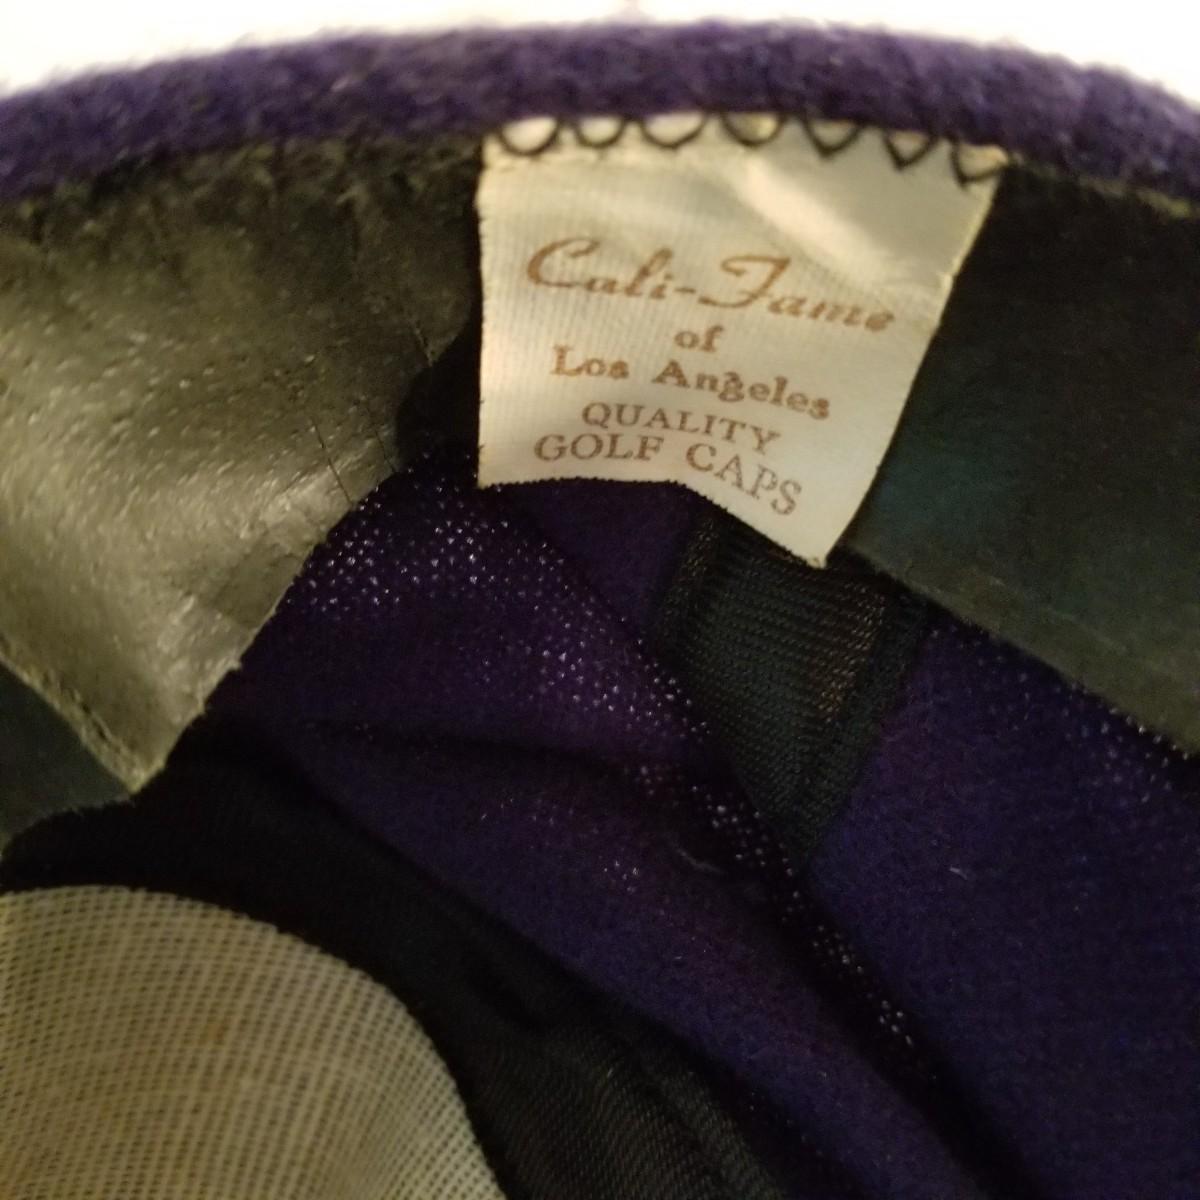 Cali-Fame
of
Los Angeles
QUALITY
GOLF CAPS